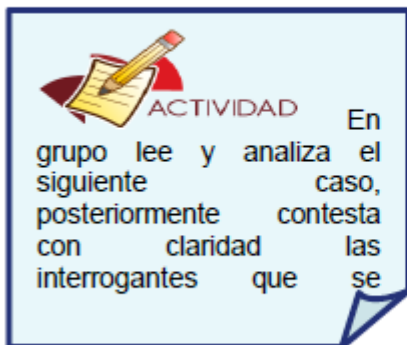 ACTIVIDAD En
grupo lee y analiza el
siguiente caso,
posteriormente contesta
con claridad las
interrogantes que se